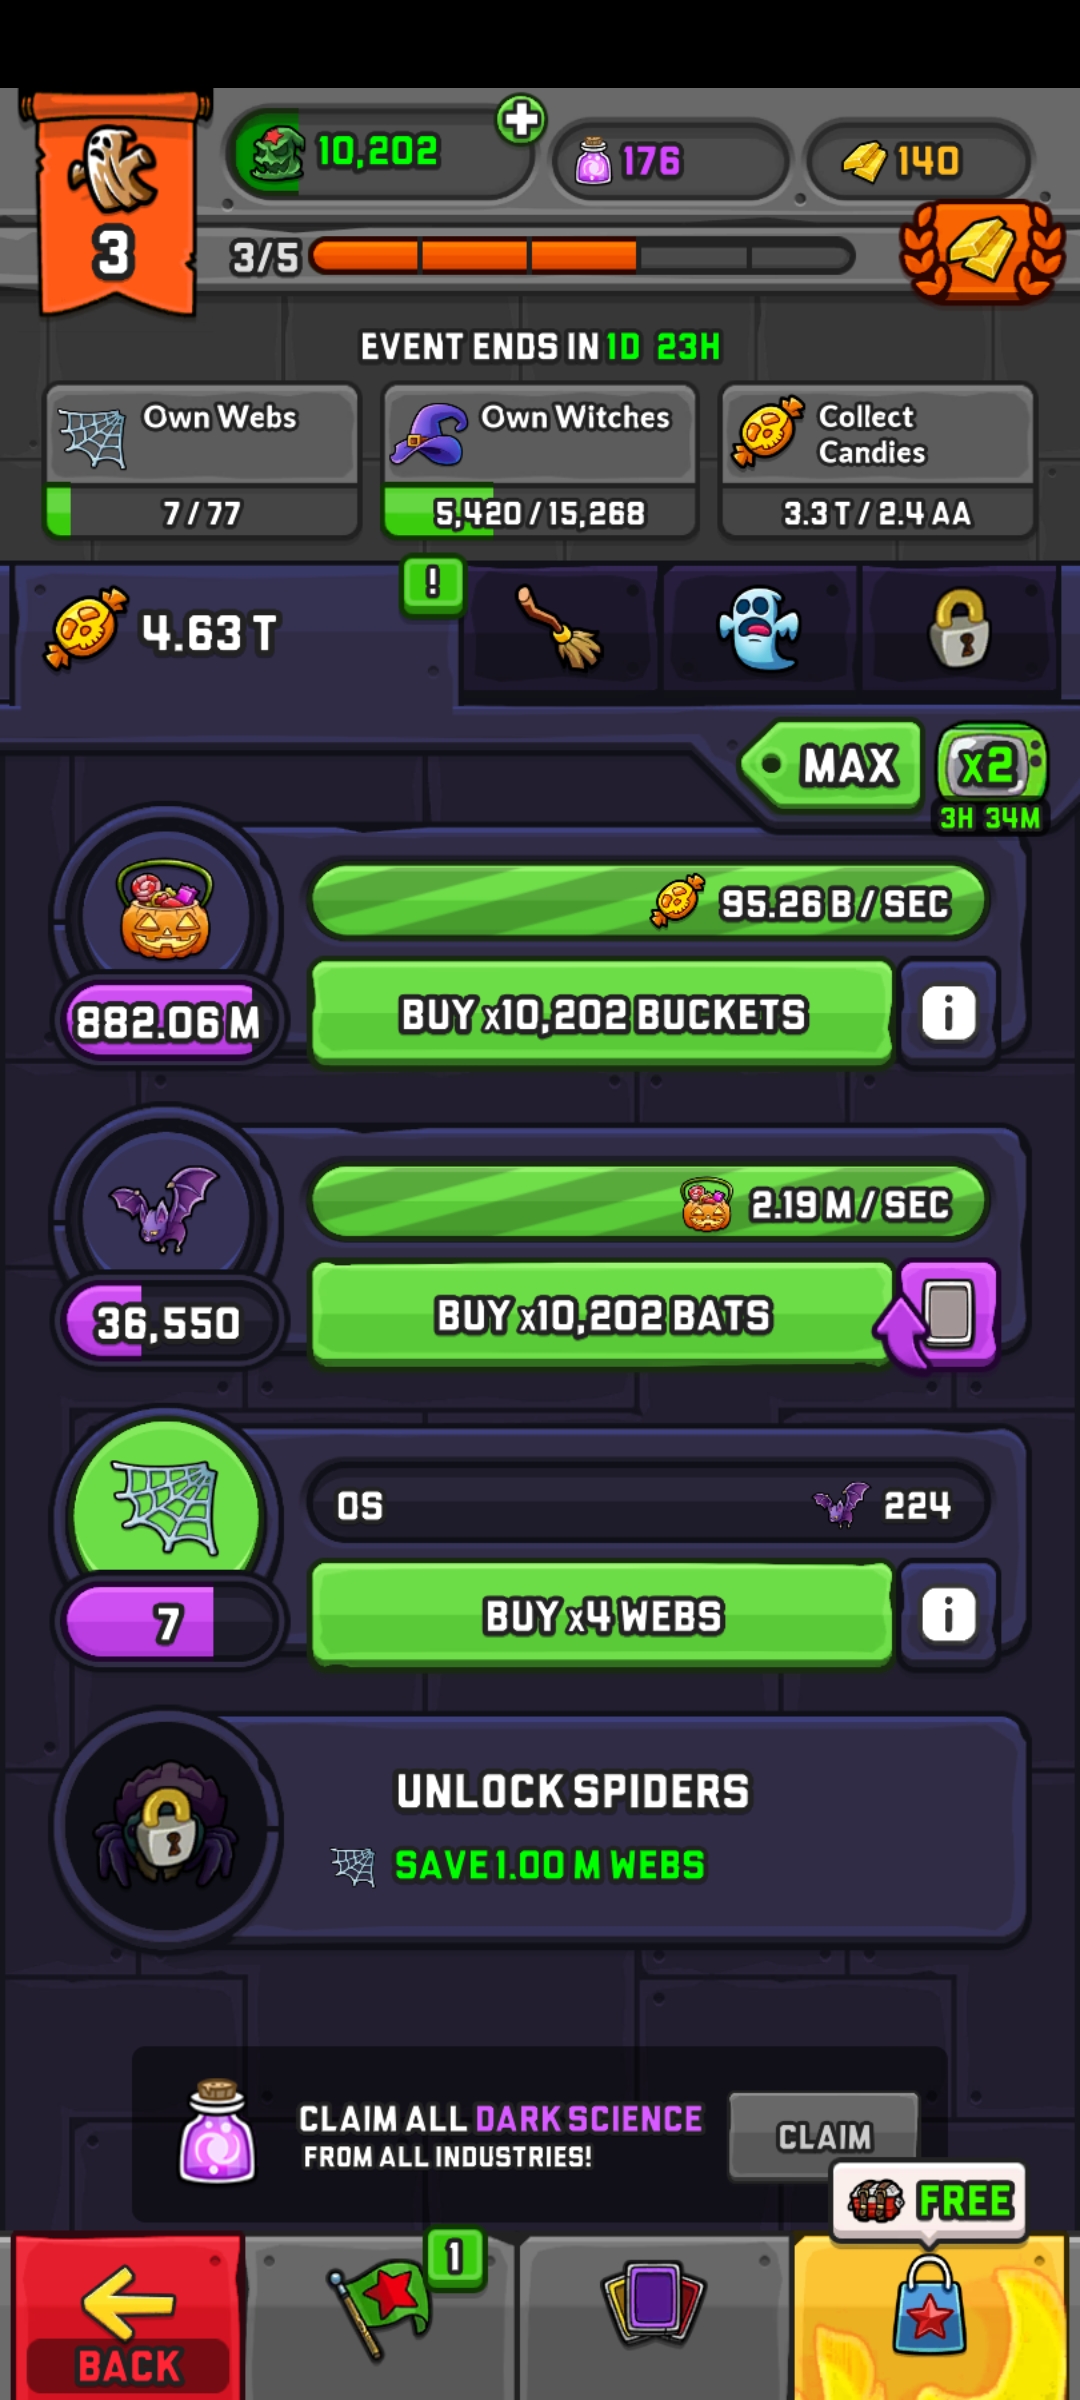 10,202
176
140
3
3/5
EVENT ENDS IN 1D 23H
Own Webs
7/77
Own Witches
5,420/15,268
Collect
Candies
3.3 T/2.4 AA
4.63 T
!
MAX
x2
3H 34M
95.26 B/SEC
882.06 M
BUY x10,202 BUCKETS
i
2.19 M/SEC
36,550
BUY x10,202 BATS
0S
224
7
BUY x4 WEBS
i
UNLOCK SPIDERS
SAVE 1.00 M WEBS
CLAIM ALL DARK SCIENCE
FROM ALL INDUSTRIES!
CLAIM
FREE
1
BACK